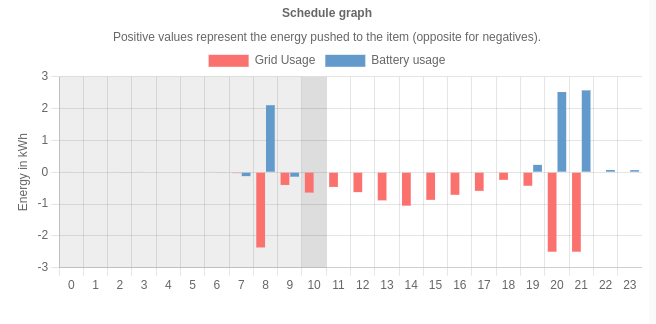 Schedule graph
Positive values represent the energy pushed to the item (opposite for negatives).
Grid Usage Battery usage
Energy in kWh
3
2
1
0
-1
-2
-3
0 1 2 3 4 5 6 7 8 9 10 11 12 13 14 15 16 17 18 19 20 21 22 23